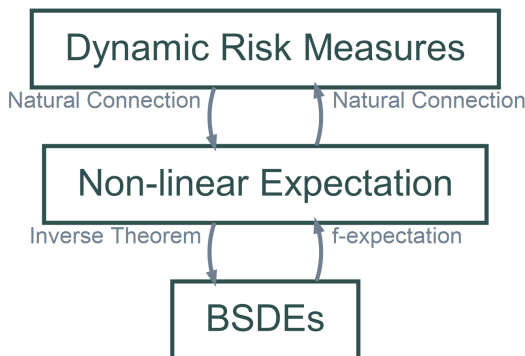 Dynamic Risk Measures
Natural Connection
Natural Connection
Non-linear Expectation
Inverse Theorem
f-expectation
BSDEs